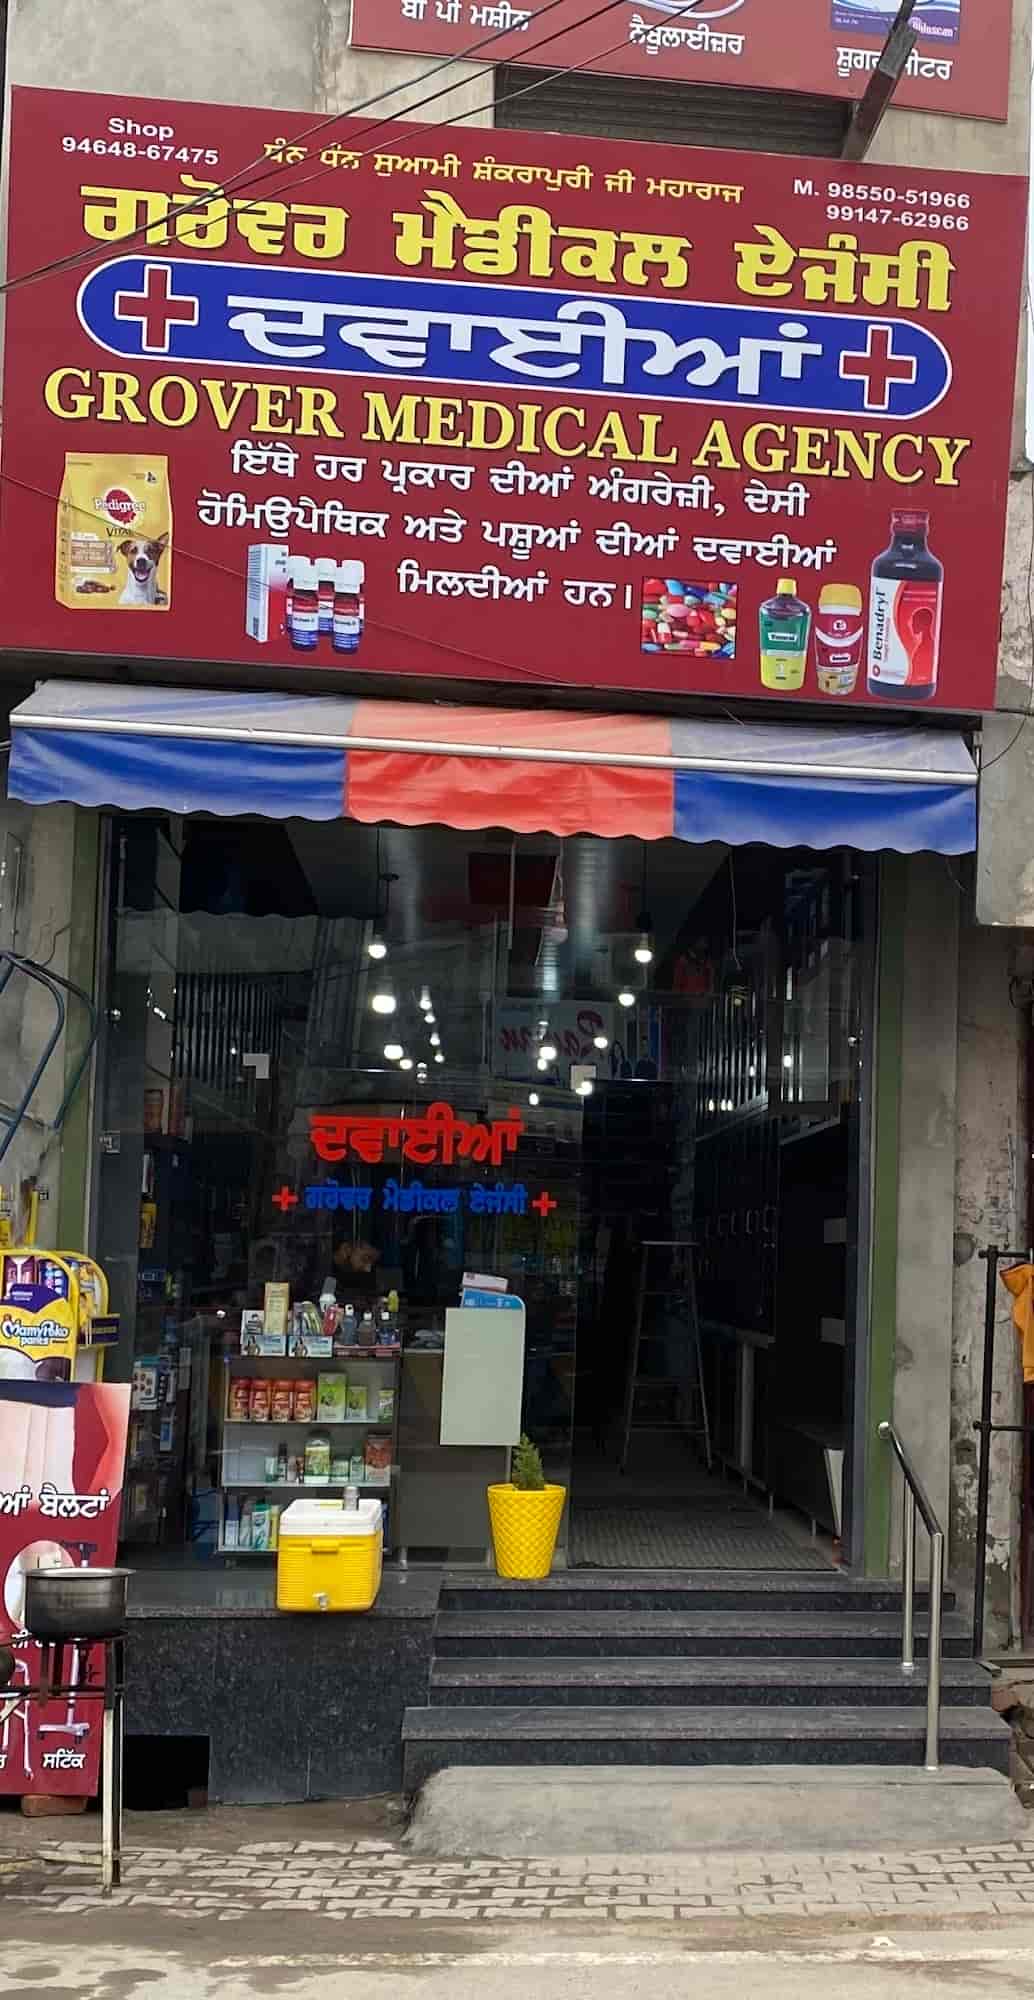 ਬੀ ਪੀ ਮਸ਼ੀਨ
ਨੈਬੂਲਾਈਜ਼ਰ
ਸ਼ੂਗਰ ਮੀਟਰ
Shop
94648-67475
ਧੰਨ ਧੰਨ ਸੁਆਮੀ ਸ਼ੰਕਰਾਪੁਰੀ ਜੀ ਮਹਾਰਾਜ
M. 98550-51966
99147-62966
ਗਰੋਵਰ ਮੈਡੀਕਲ ਏਜੰਸੀ
ਦਵਾਈਆਂ
GROVER MEDICAL AGENCY
ਇੱਥੇ ਹਰ ਪ੍ਰਕਾਰ ਦੀਆਂ ਅੰਗਰੇਜ਼ੀ, ਦੇਸੀ
ਹੋਮਿਉਪੈਥਿਕ ਅਤੇ ਪਸ਼ੂਆਂ ਦੀਆਂ ਦਵਾਈਆਂ
ਮਿਲਦੀਆਂ ਹਨ।
Pedigree
Benadryl
ਦਵਾਈਆਂ
ਗਰੋਵਰ ਮੈਡੀਕਲ ਏਜੰਸੀ
MamyPoko
pants
ਬੈਲਟਾਂ
ਸਟਿੱਕ